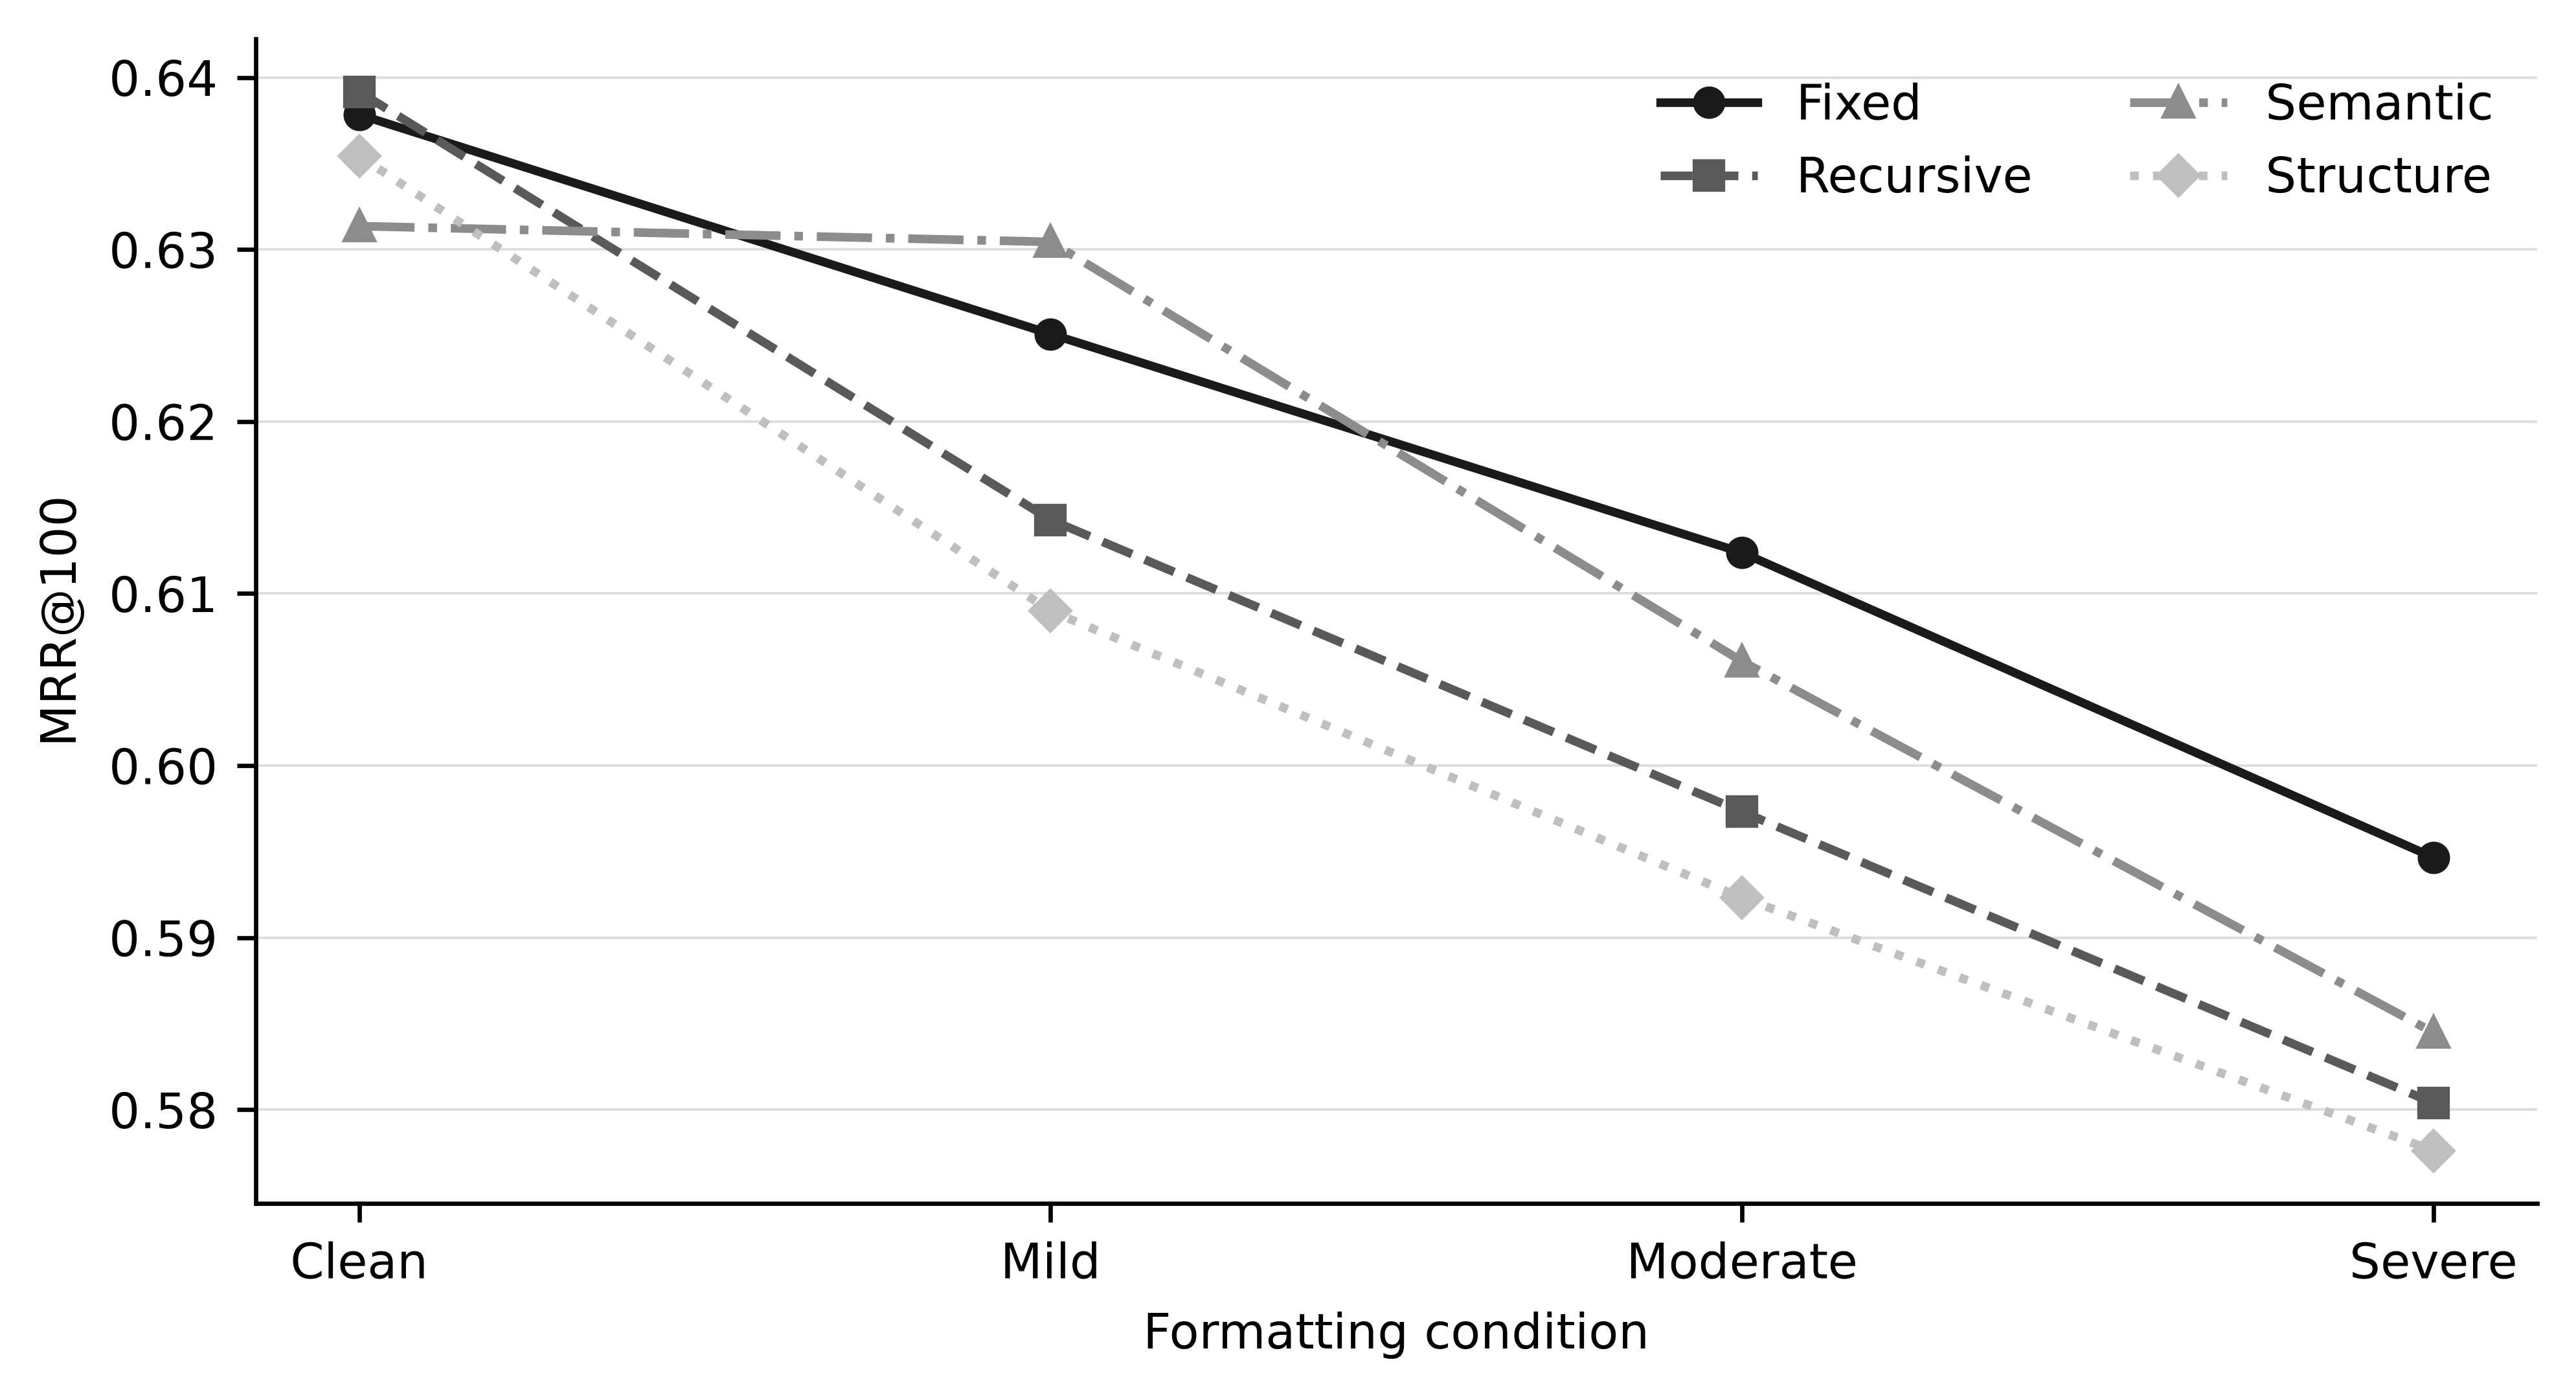 0.64
0.63
0.62
0.61
0.60
0.59
0.58
MRR@100
Fixed
Recursive
Semantic
Structure
Clean
Mild
Moderate
Severe
Formatting condition